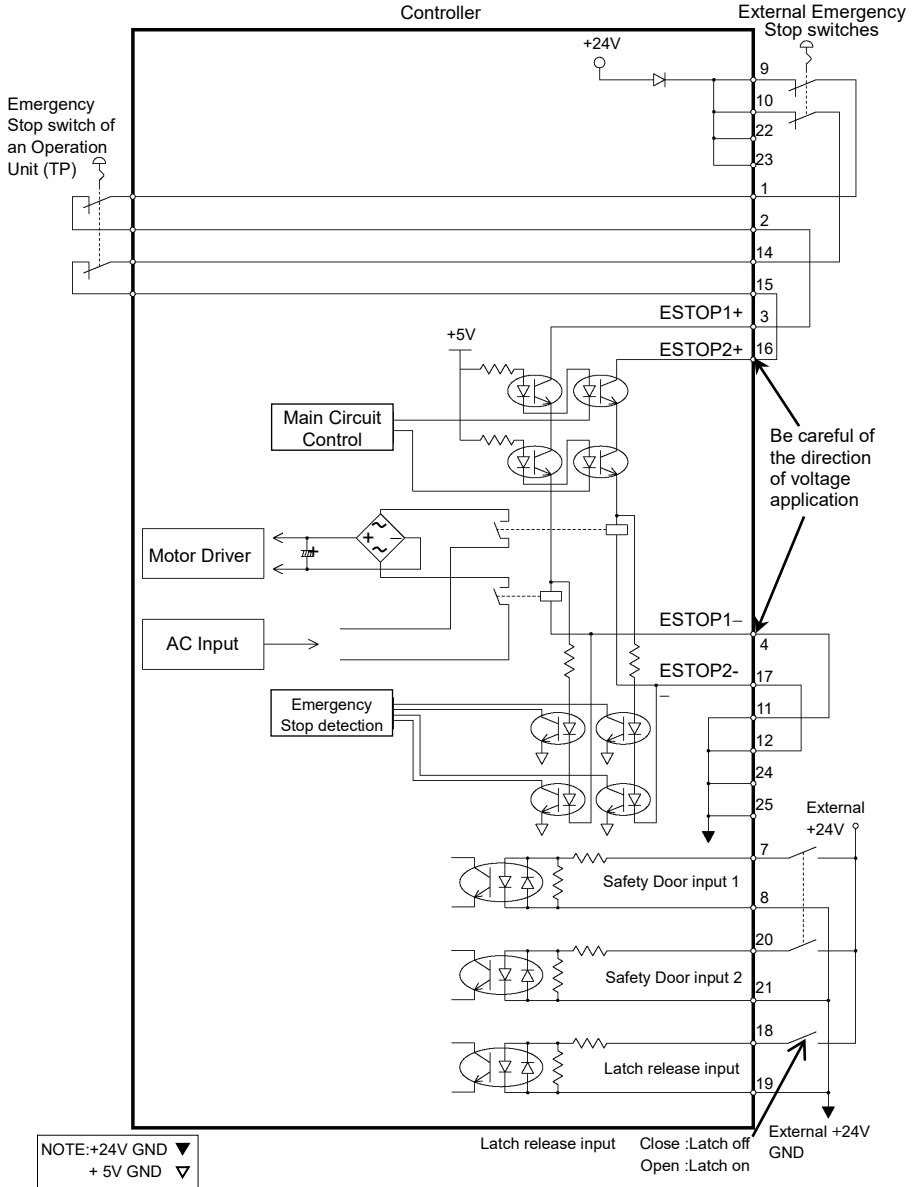 Controller
External Emergency
Stop switches
+24V
9
10
22
23
Emergency
Stop switch of
an Operation
Unit (TP)
1
2
14
15
ESTOP1+
3
ESTOP2+
16
+5V
Main Circuit
Control
Be careful of
the direction
of voltage
application
Motor Driver
+
~
~
-
+
AC Input
ESTOP1–
4
ESTOP2-
–
17
11
12
24
25
Emergency
Stop detection
External
+24V
7
Safety Door input 1
8
20
Safety Door input 2
21
18
Latch release input
19
External +24V
GND
Latch release input
Close :Latch off
Open :Latch on
NOTE:+24V GND ▼
+ 5V GND ▽